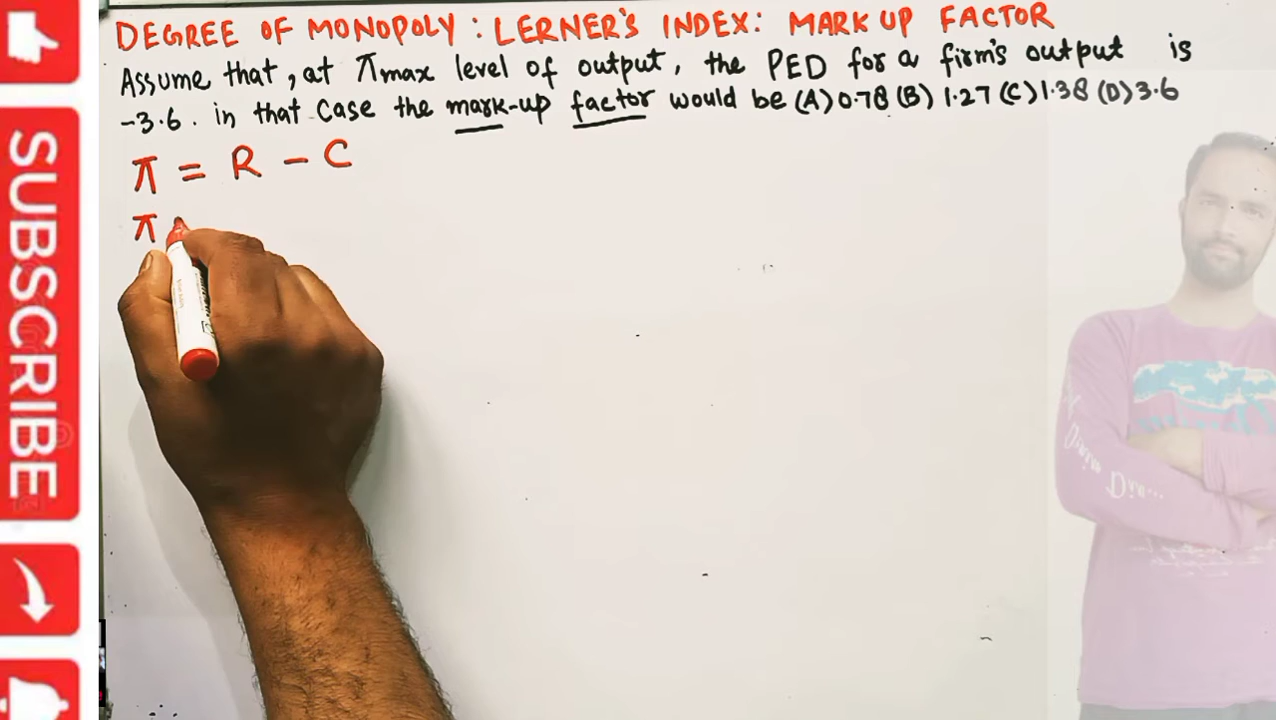 DEGREE OF MONOPOLY : LERNER'S INDEX: MARK UP FACTOR
Assume that, at πmax level of output, the PED for a firm's output is
-3.6. in that case the mark-up factor would be (A) 0.78 (B) 1.27 (C) 1.38 (D) 3.6
π = R - C
π
SUBSCRIBE